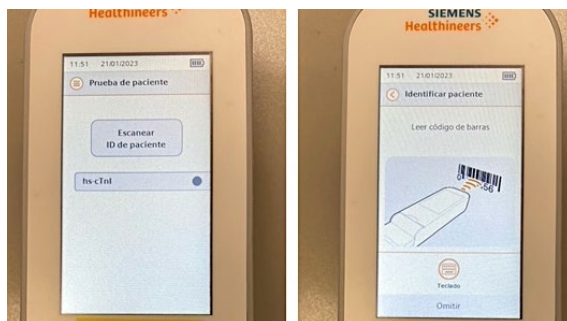 Healthineers
11:51 21/01/2023
Prueba de paciente
Escanear
ID de paciente
hs-cTnI
SIEMENS
Healthineers
11:51 21/01/2023
Identificar paciente
Leer código de barras
56
Teclado
Omitir